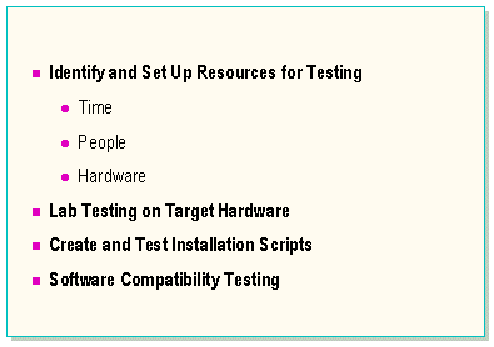 Identify and Set Up Resources for Testing
Time
People
Hardware
Lab Testing on Target Hardware
Create and Test Installation Scripts
Software Compatibility Testing